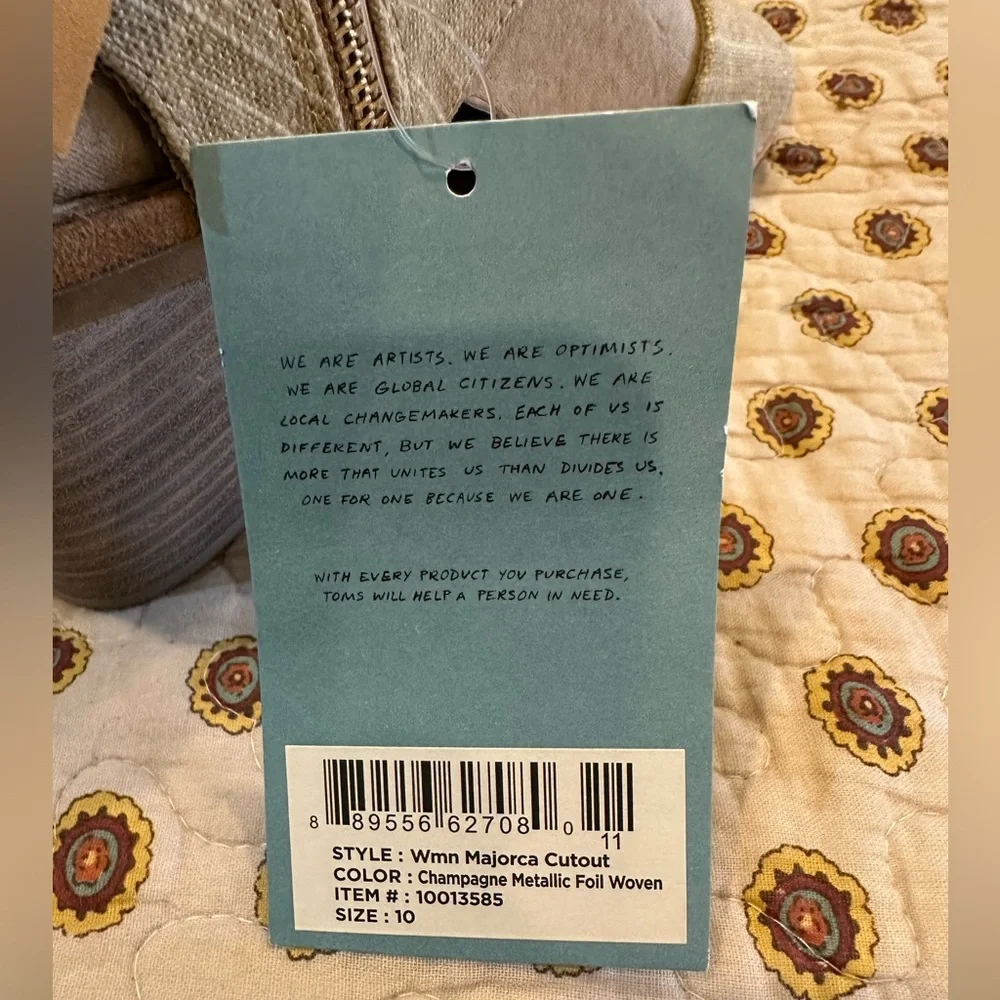 WE ARE ARTISTS. WE ARE OPTIMISTS.
WE ARE GLOBAL CITIZENS. WE ARE
LOCAL CHANGEMAKERS. EACH OF US IS
DIFFERENT, BUT WE BELIEVE THERE IS
MORE THAT UNITES US THAN DIVIDES US.
ONE FOR ONE BECAUSE WE ARE ONE.
WITH EVERY PRODUCT YOU PURCHASE,
TOMS WILL HELP A PERSON IN NEED.
8 89556 62708 0 11
STYLE : Wmn Majorca Cutout
COLOR : Champagne Metallic Foil Woven
ITEM # : 10013585
SIZE : 10